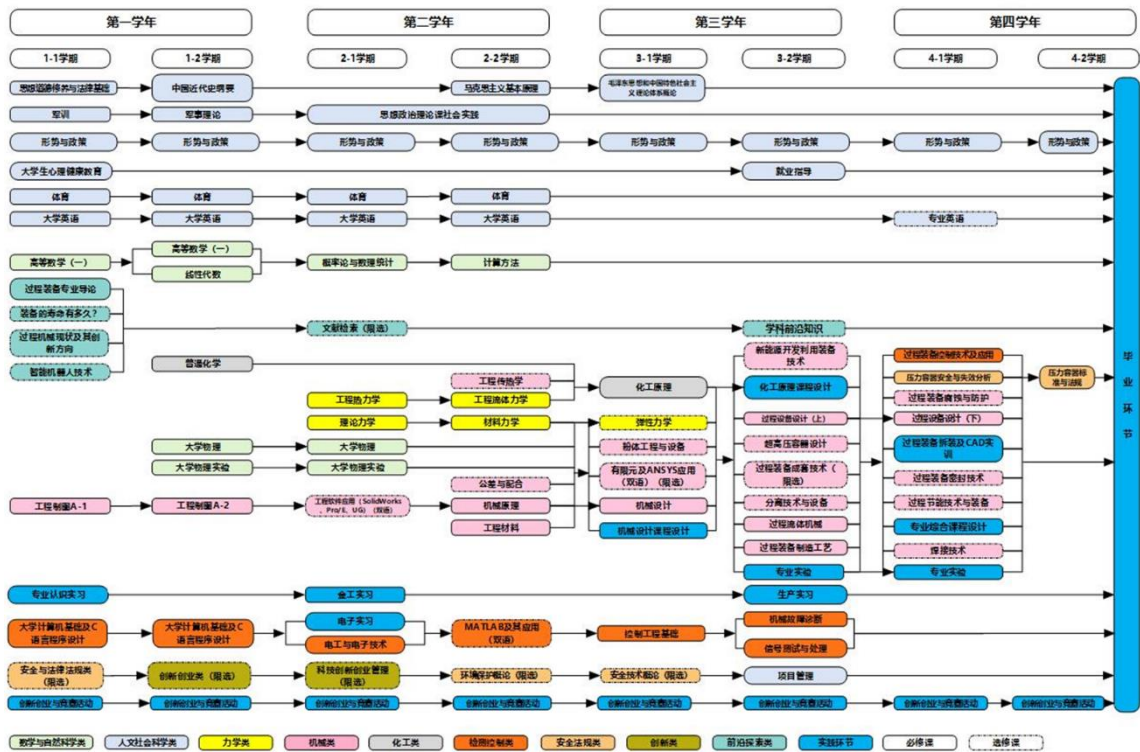 第一学年
第二学年
第三学年
第四学年
1-1学期
1-2学期
2-1学期
2-2学期
3-1学期
3-2学期
4-1学期
4-2学期
思想道德修养与法律基础
中国近代史纲要
马克思主义基本原理
毛泽东思想和中国特色社会主
义理论体系概论
军训
军事理论
思想政治理论课社会实践
形势与政策
形势与政策
形势与政策
形势与政策
形势与政策
形势与政策
形势与政策
形势与政策
大学生心理健康教育
就业指导
体育
体育
体育
体育
大学英语
大学英语
大学英语
大学英语
专业英语
高等数学（一）
高等数学（一）
线性代数
概率论与数理统计
计算方法
过程装备专业导论
装备的寿命有多久？
过程机械现状及其创
新方向
智能机器人技术
文献检索（限选）
学科前沿知识
普通化学
工程传热学
工程热力学
工程流体力学
理论力学
材料力学
大学物理
大学物理
大学物理实验
大学物理实验
公差与配合
工程制图A-1
工程制图A-2
工程软件应用（SolidWorks
、Pro/E、UG）（双语）
机械原理
工程材料
化工原理
弹性力学
粉体工程与设备
有限元及ANSYS应用
（双语）（限选）
机械设计
机械设计课程设计
新能源开发利用装备
技术
化工原理课程设计
过程设备设计（上）
超高压容器设计
过程装备成套技术（
限选）
分离技术与设备
过程流体机械
过程装备制造工艺
专业实验
过程装备控制技术及应用
压力容器安全与失效分析
过程装备腐蚀与防护
过程设备设计（下）
过程装备拆装及CAD实
训
过程装备密封技术
过程节能技术与装备
专业综合课程设计
焊接技术
专业实验
压力容器标
准与法规
毕业环节
专业认识实习
金工实习
生产实习
大学计算机基础及C
语言程序设计
大学计算机基础及C
语言程序设计
电子实习
电工与电子技术
MATLAB及其应用
（双语）
控制工程基础
机械故障诊断
信号测试与处理
安全与法律法规类
（限选）
创新创业类（限选）
科技创新创业管理
（限选）
环境保护概论（限选）
安全技术概论（限选）
项目管理
创新创业与竞赛活动
创新创业与竞赛活动
创新创业与竞赛活动
创新创业与竞赛活动
创新创业与竞赛活动
创新创业与竞赛活动
创新创业与竞赛活动
创新创业与竞赛活动
数学与自然科学类
人文社会科学类
力学类
机械类
化工类
检测控制类
安全法规类
创新类
前沿探索类
实践环节
必修课
选修课